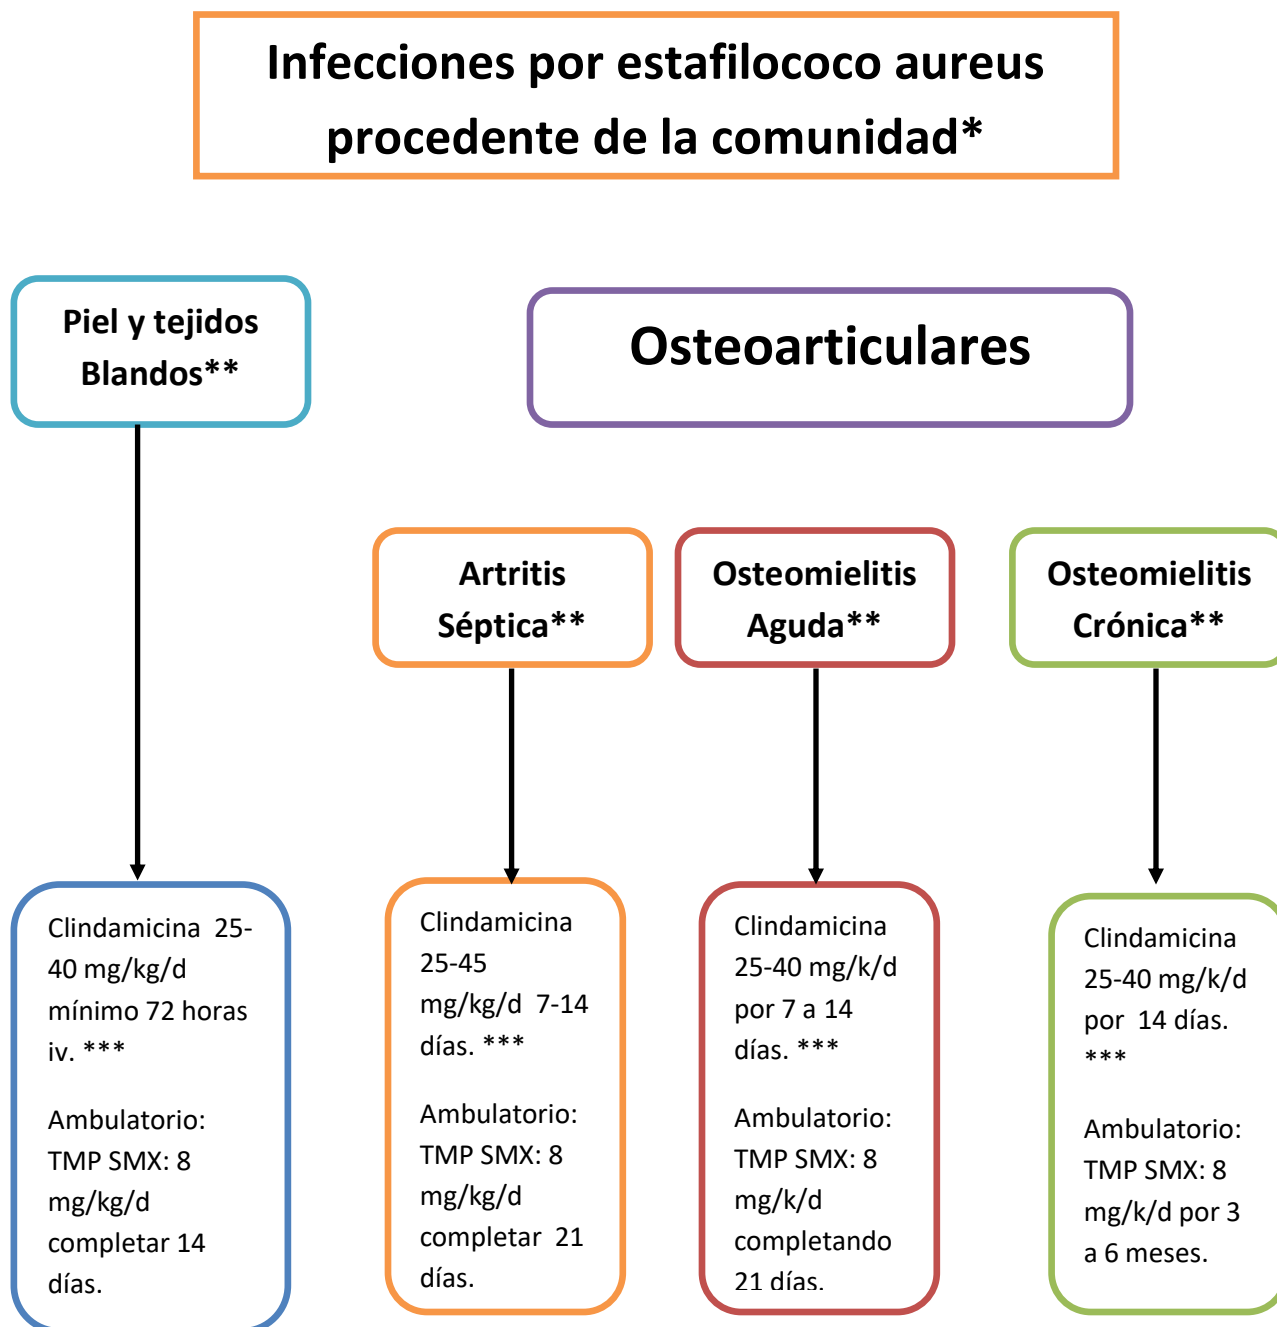 Infecciones por estafilococo aureus
procedente de la comunidad*
Piel y tejidos
Blandos**
Osteoarticulares
Artritis
Séptica**
Osteomielitis
Aguda**
Osteomielitis
Crónica**
Clindamicina 25-
40 mg/kg/d
mínimo 72 horas
iv. ***
Ambulatorio:
TMP SMX: 8
mg/kg/d
completar 14
días.
Clindamicina
25-45
mg/kg/d 7-14
días. ***
Ambulatorio:
TMP SMX: 8
mg/kg/d
completar 21
días.
Clindamicina
25-40 mg/k/d
por 7 a 14
días. ***
Ambulatorio:
TMP SMX: 8
mg/k/d
completando
21 días.
Clindamicina
25-40 mg/k/d
por 14 días.
***
Ambulatorio:
TMP SMX: 8
mg/k/d por 3
a 6 meses.